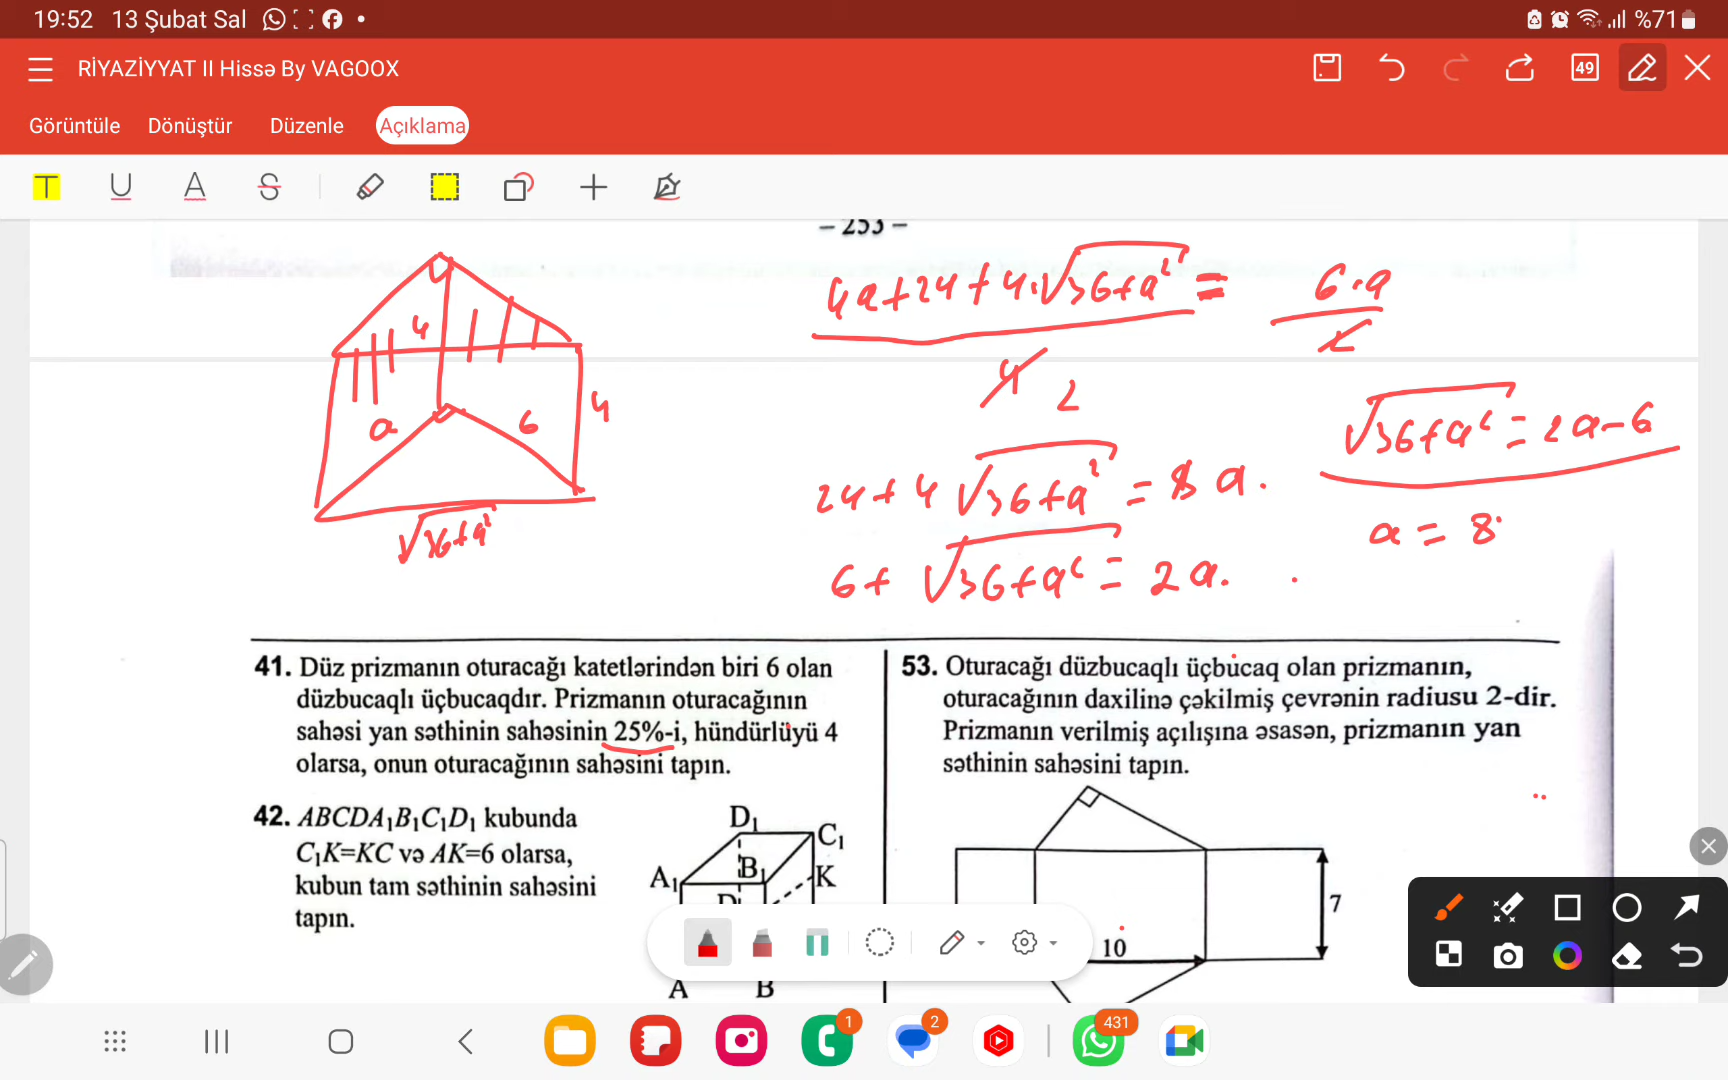 19:52 13 Şubat Sal
%71
RİYAZİYYAT II Hissə By VAGOOX
49
Görüntüle Dönüştür Düzenle Açıklama
T U A S
– 253 –
4a+24+4·√36+a² = 6·a
4 2
2
4
a
6
4
√36+a²
√36+a² = 2a-6
24+4√36+a² = 8a.
a = 8
6+√36+a² = 2a.
41. Düz prizmanın oturacağı katetlərindən biri 6 olan
düzbucaqlı üçbucaqdır. Prizmanın oturacağının
sahəsi yan səthinin sahəsinin 25%-i, hündürlüyü 4
olarsa, onun oturacağının sahəsini tapın.
42. ABCDA₁B₁C₁D₁ kubunda
C₁K=KC və AK=6 olarsa,
kubun tam səthinin sahəsini
tapın.
D₁
C₁
A₁
B₁
K
D
A B
53. Oturacağı düzbucaqlı üçbucaq olan prizmanın,
oturacağının daxilinə çəkilmiş çevrənin radiusu 2-dir.
Prizmanın verilmiş açılışına əsasən, prizmanın yan
səthinin sahəsini tapın.
7
10
1
2
431